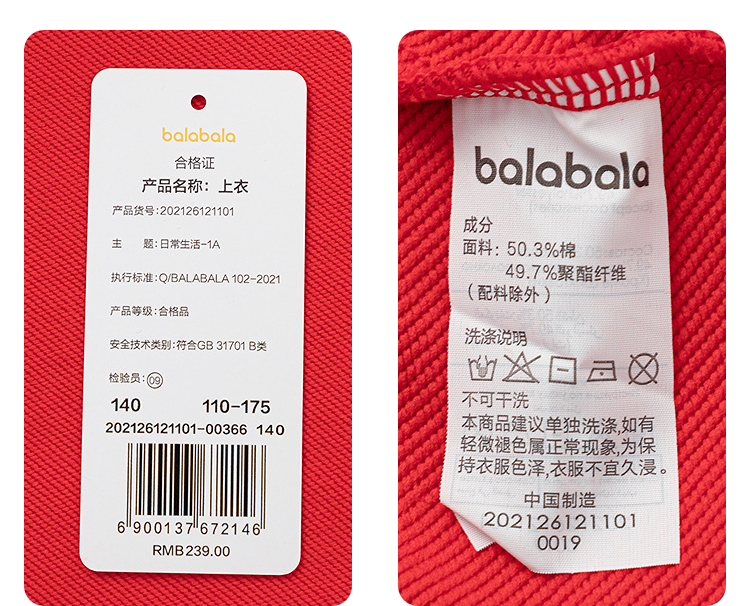 balabala
合格证
产品名称：上衣
产品货号：202126121101
主 题：日常生活-1A
执行标准：Q/BALABALA 102-2021
产品等级：合格品
安全技术类别：符合GB 31701 B类
检验员：09
140 110-175
202126121101-00366 140
6 900137 672146
RMB239.00
balabala
成分
面料：50.3%棉
49.7%聚酯纤维
（配料除外）
洗涤说明
不可干洗
本商品建议单独洗涤,如有
轻微褪色属正常现象,为保
持衣服色泽,衣服不宜久浸。
中国制造
202126121101
0019